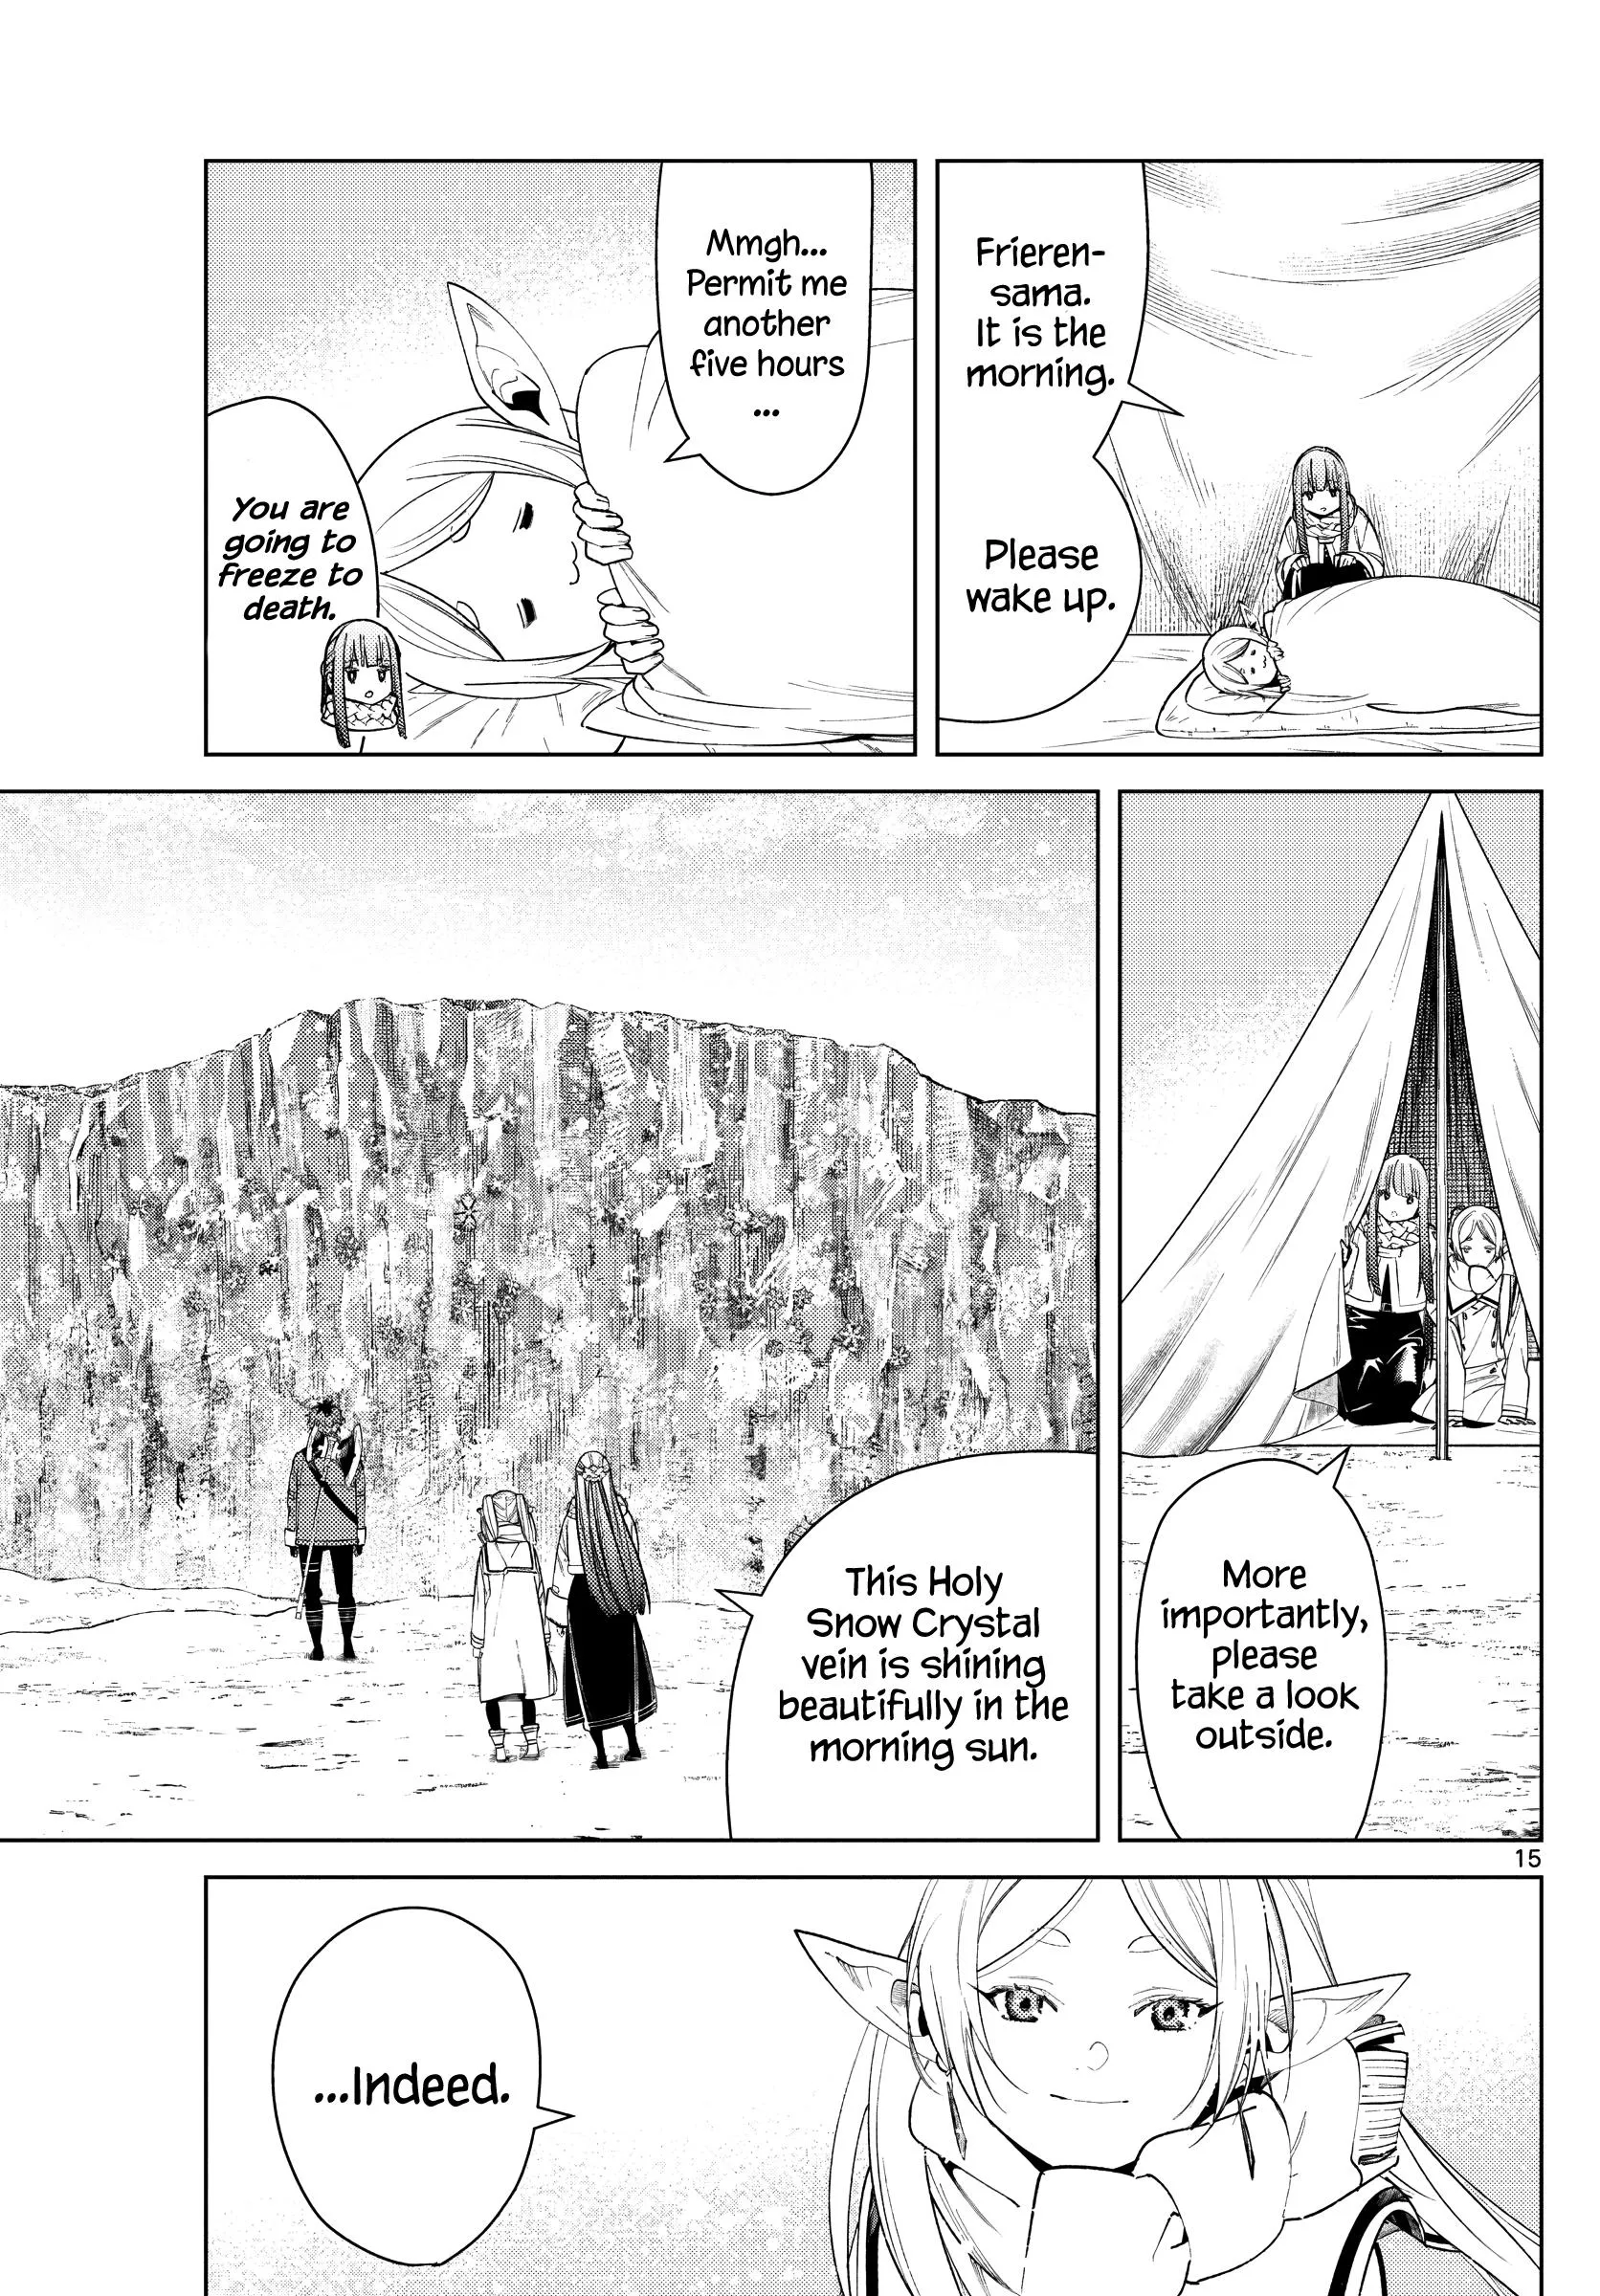 Frieren-
sama.
It is the
morning.
Please
wake up.
Mmgh...
Permit me
another
five hours
...
You are
going to
freeze to
death.
More
importantly,
please
take a look
outside.
This Holy
Snow Crystal
vein is shining
beautifully in the
morning sun.
15
...Indeed.